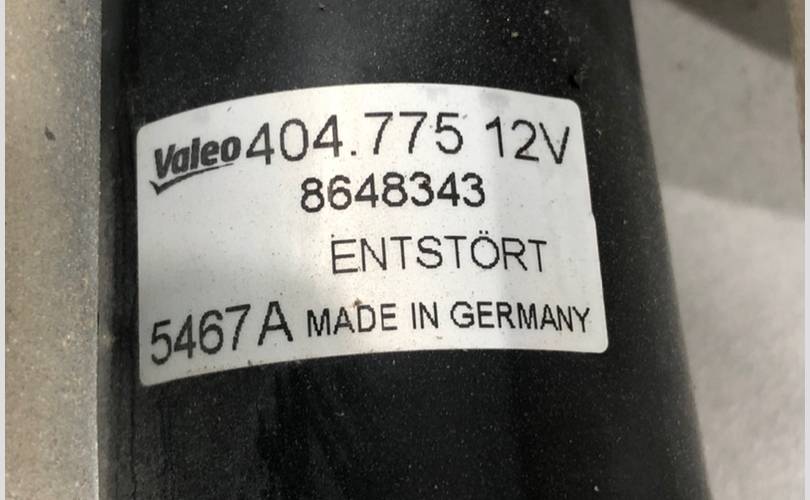 Valeo 404.775 12V
8648343
ENTSTÖRT
5467A MADE IN GERMANY